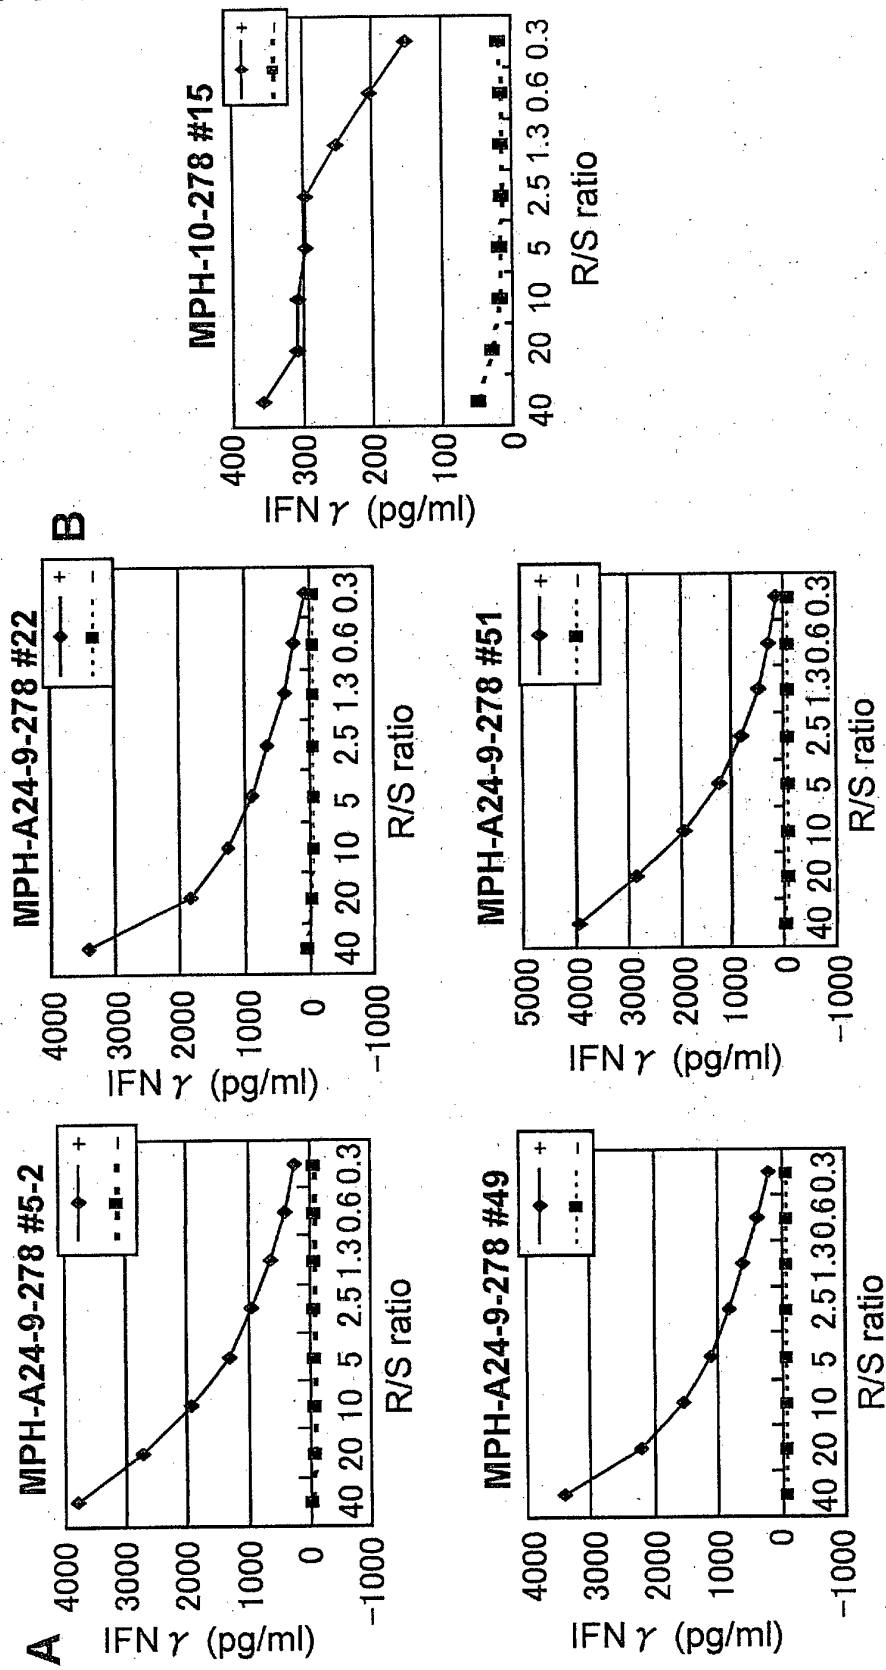 A
MPH-A24-9-278 #5-2
+
−
IFN γ (pg/ml)
4000
3000
2000
1000
0
−1000
40 20 10 5 2.5 1.3 0.6 0.3
R/S ratio
MPH-A24-9-278 #22
+
−
IFN γ (pg/ml)
4000
3000
2000
1000
0
−1000
40 20 10 5 2.5 1.3 0.6 0.3
R/S ratio
MPH-A24-9-278 #49
+
−
IFN γ (pg/ml)
4000
3000
2000
1000
0
−1000
40 20 10 5 2.5 1.3 0.6 0.3
R/S ratio
MPH-A24-9-278 #51
+
−
IFN γ (pg/ml)
5000
4000
3000
2000
1000
0
−1000
40 20 10 5 2.5 1.3 0.6 0.3
R/S ratio
B
MPH-10-278 #15
+
−
IFN γ (pg/ml)
400
300
200
100
0
40 20 10 5 2.5 1.3 0.6 0.3
R/S ratio